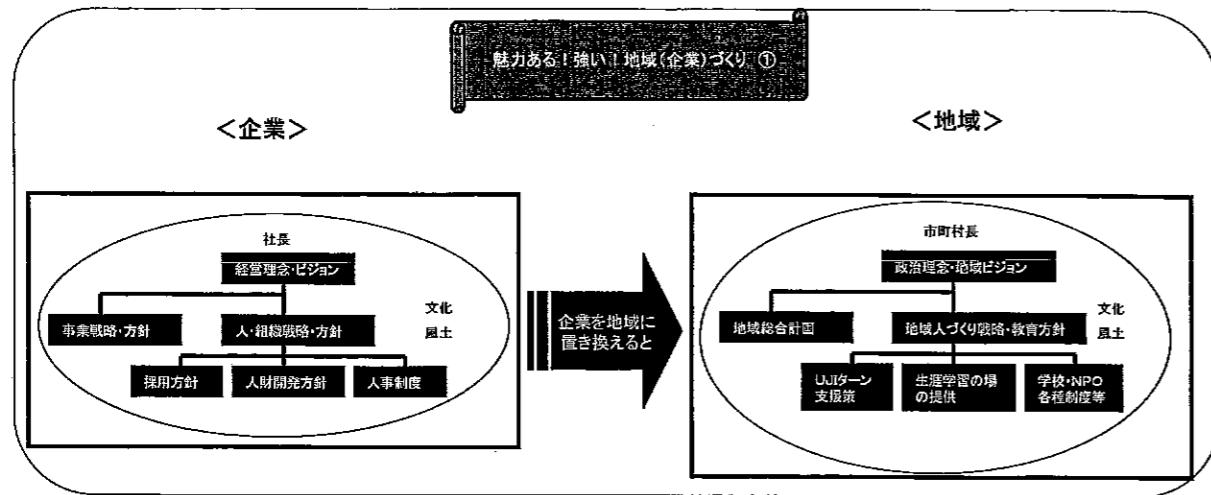 魅力ある！強い！地域（企業）づくり ①
＜企業＞
＜地域＞
社長
経営理念・ビジョン
文化
風土
事業戦略・方針
人・組織戦略・方針
採用方針
人財開発方針
人事制度
企業を地域に
置き換えると
市町村長
政治理念・地域ビジョン
文化
風土
地域総合計画
地域人づくり戦略・教育方針
UJIターン
支援策
生涯学習の場
の提供
学校・NPO
各種制度等